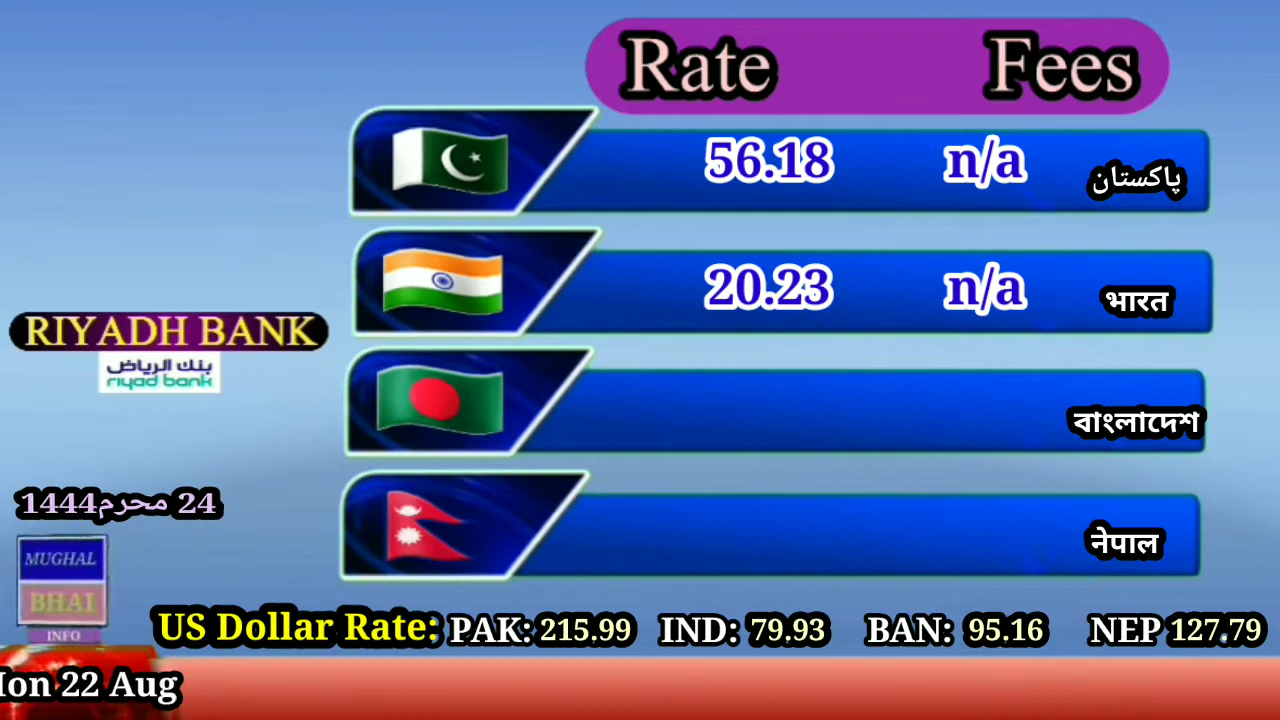 Rate Fees
56.18 n/a پاکستان
20.23 n/a भारत
RIYADH BANK
بنك الرياض
riyad bank
বাংলাদেশ
24 محرم1444
नेपाल
MUGHAL
BHAI
INFO
US Dollar Rate: PAK: 215.99 IND: 79.93 BAN: 95.16 NEP 127.79
Mon 22 Aug